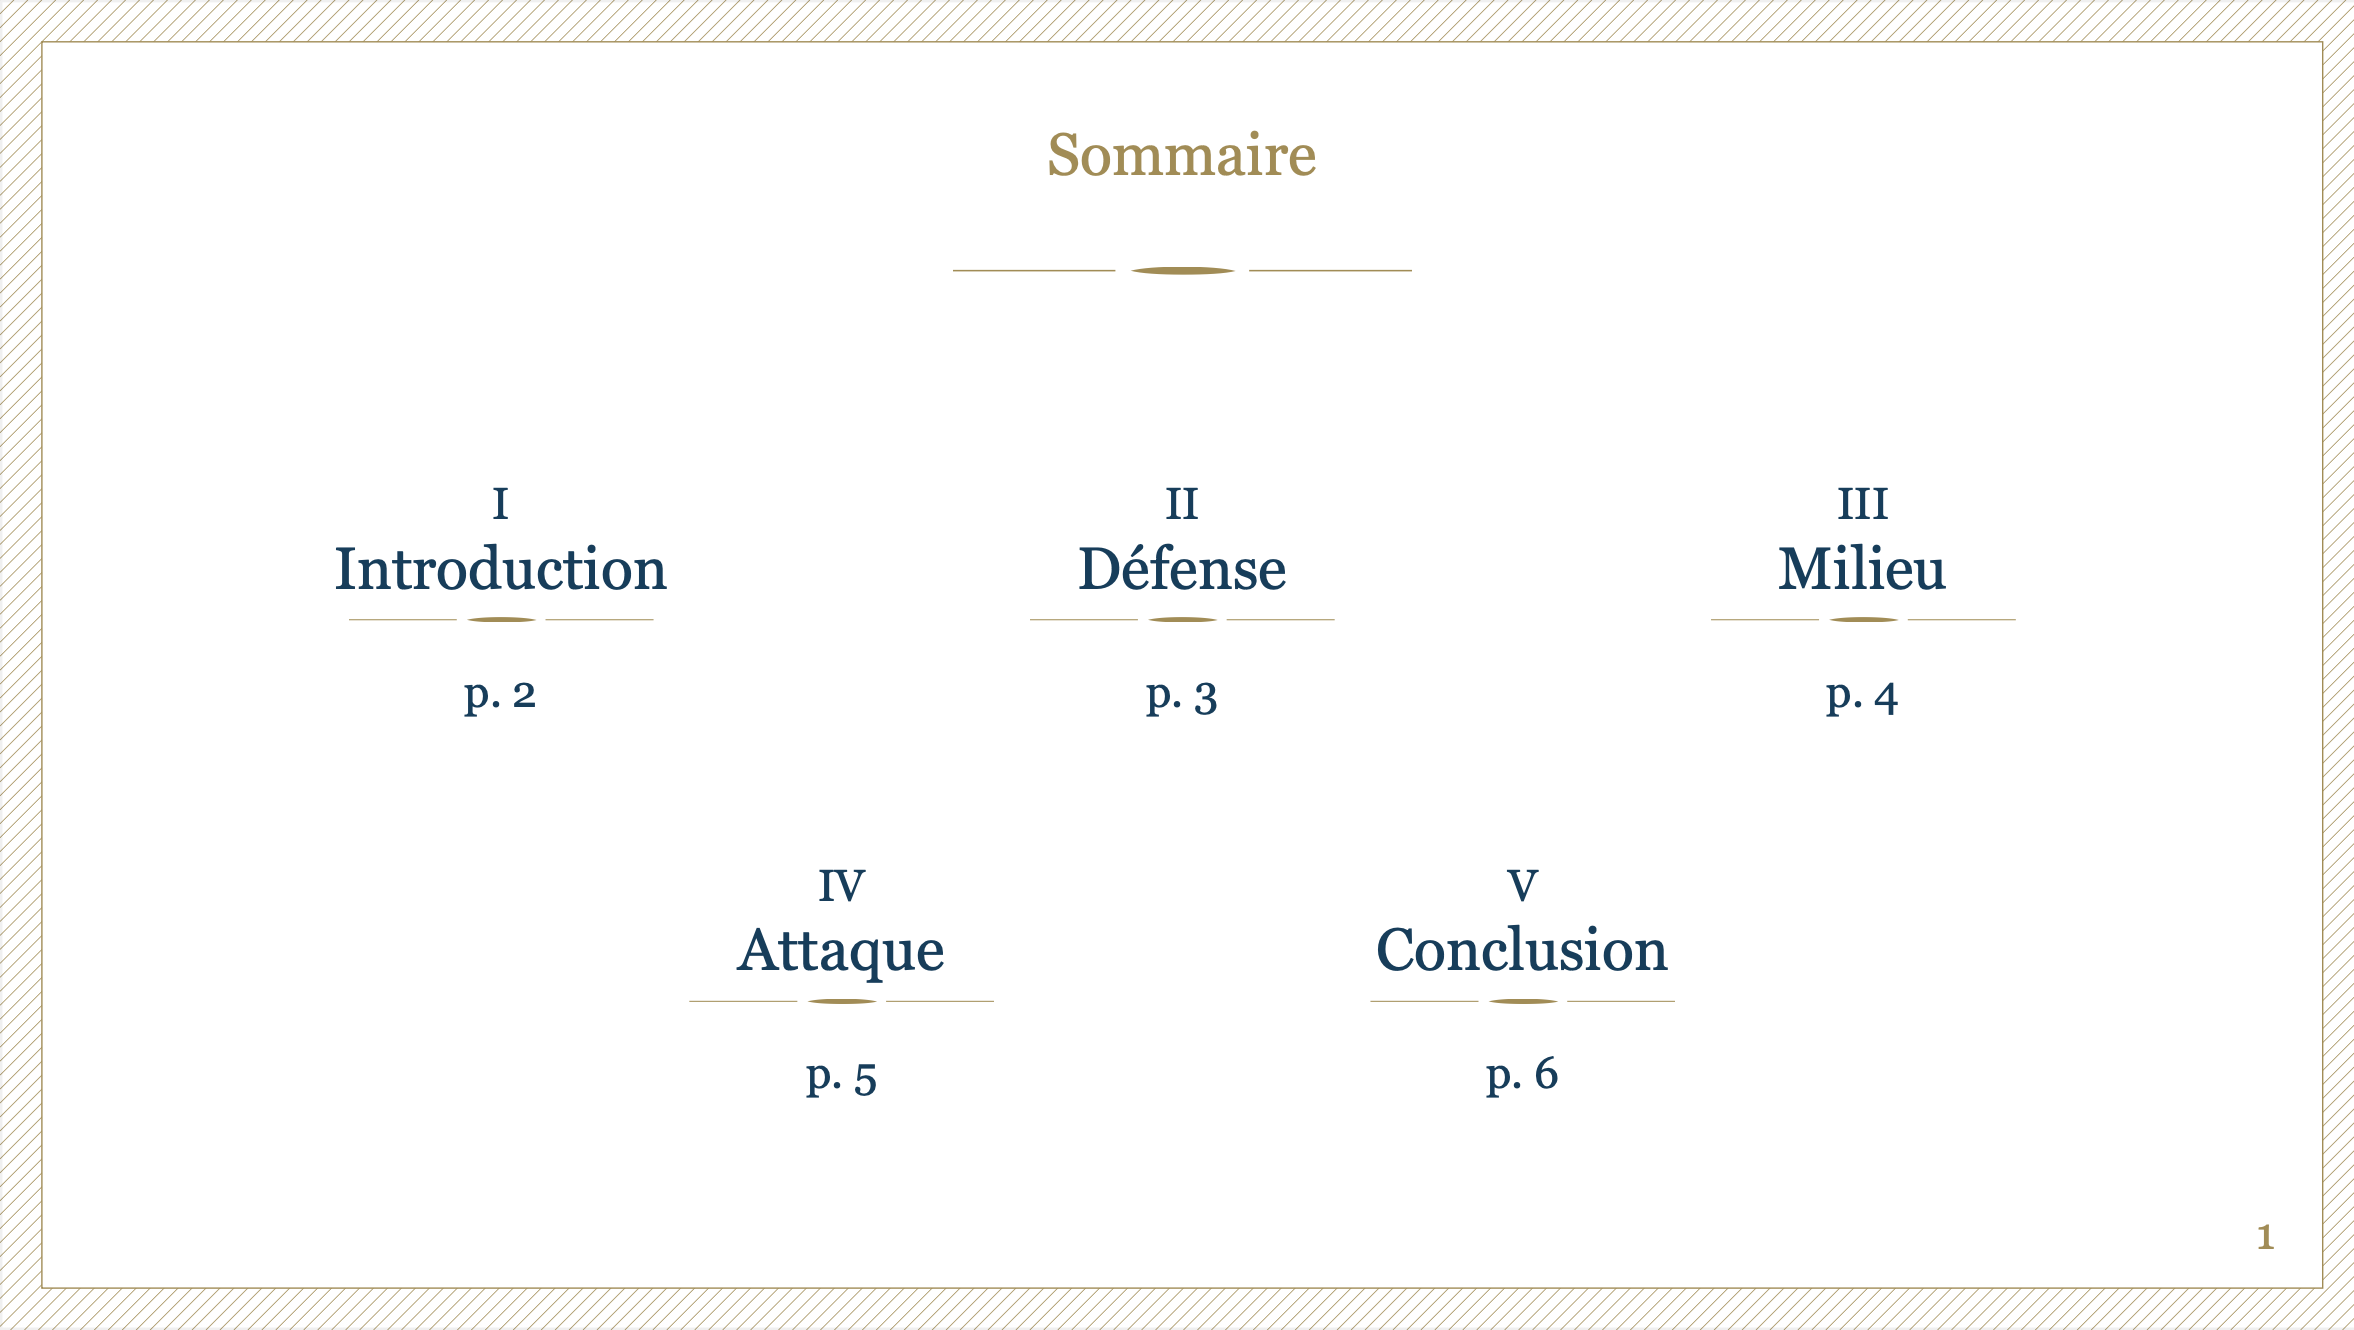 Sommaire
I
Introduction
p. 2
II
Défense
p. 3
III
Milieu
p. 4
IV
Attaque
p. 5
V
Conclusion
p. 6
1